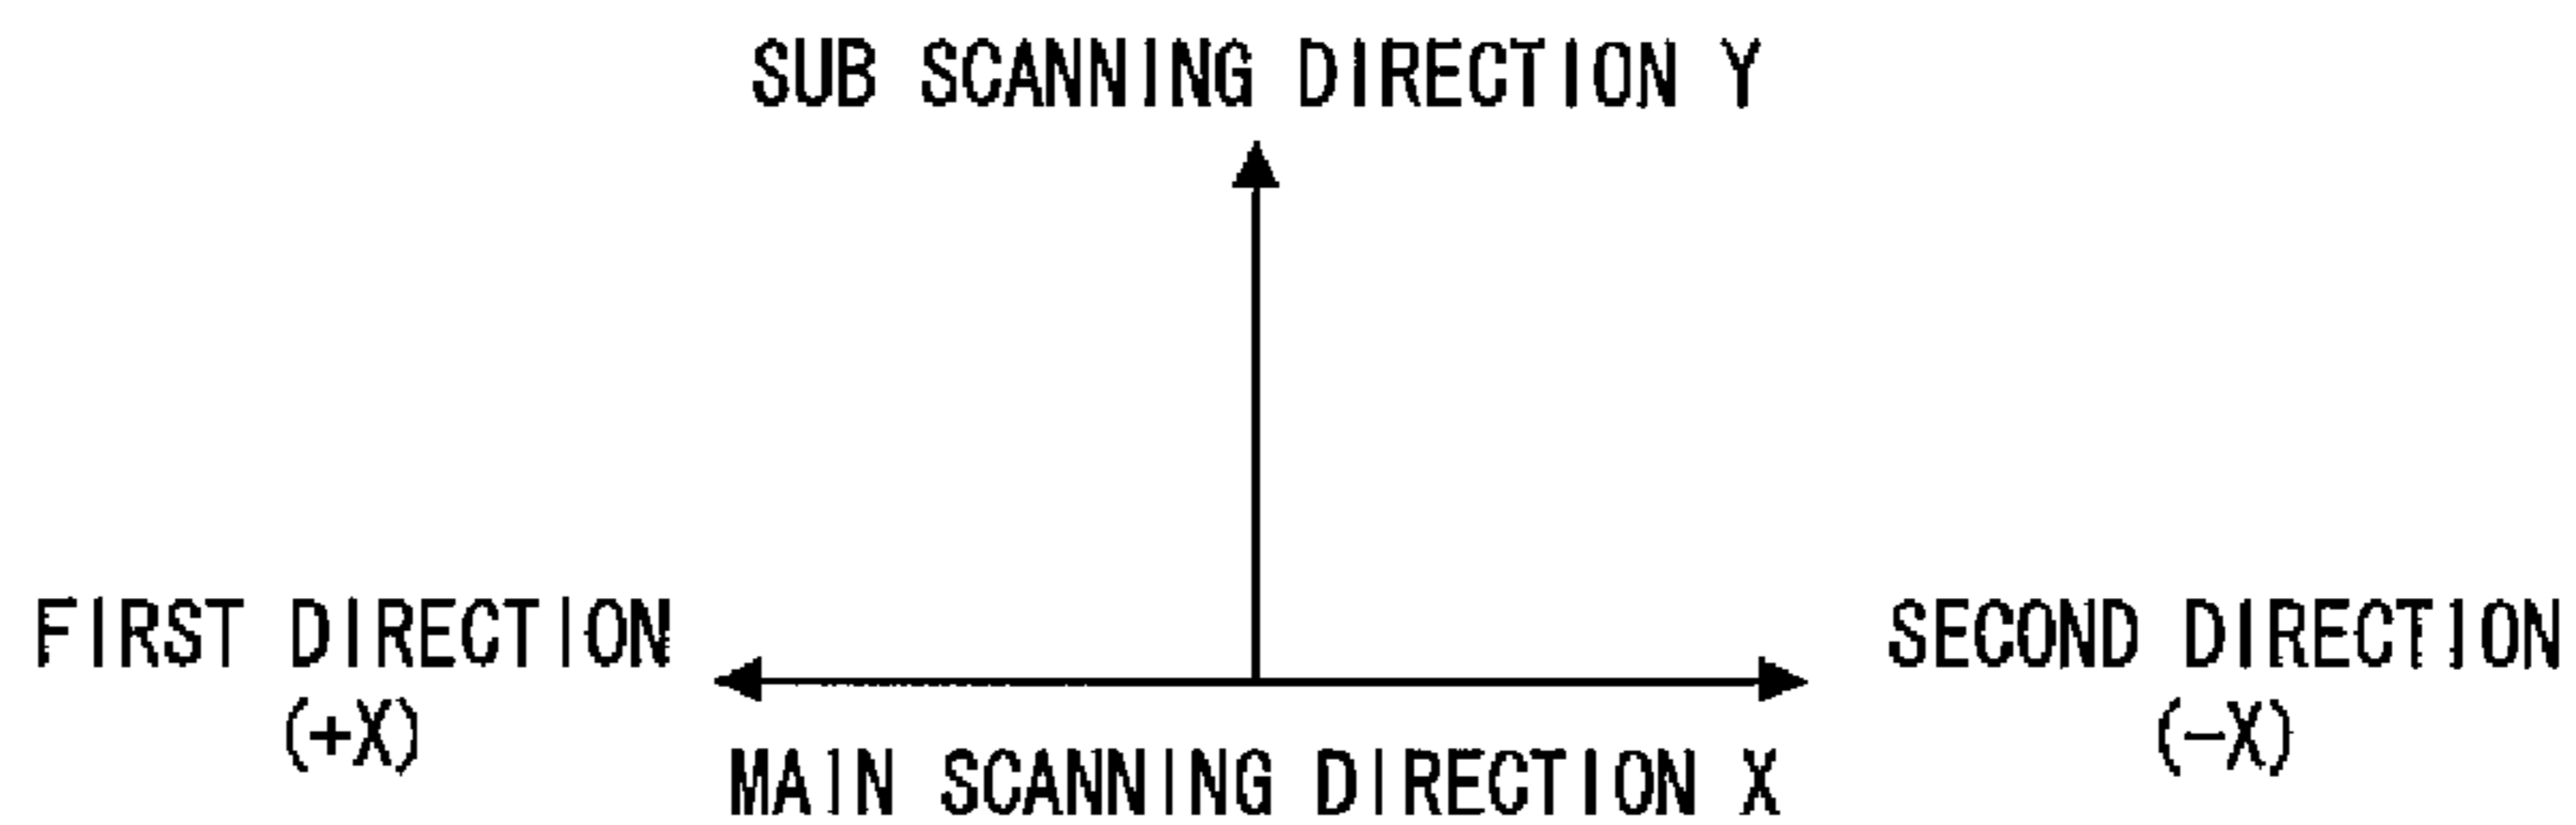 SUB SCANNING DIRECTION Y
FIRST DIRECTION
(+X)
SECOND DIRECTION
(-X)
MAIN SCANNING DIRECTION X